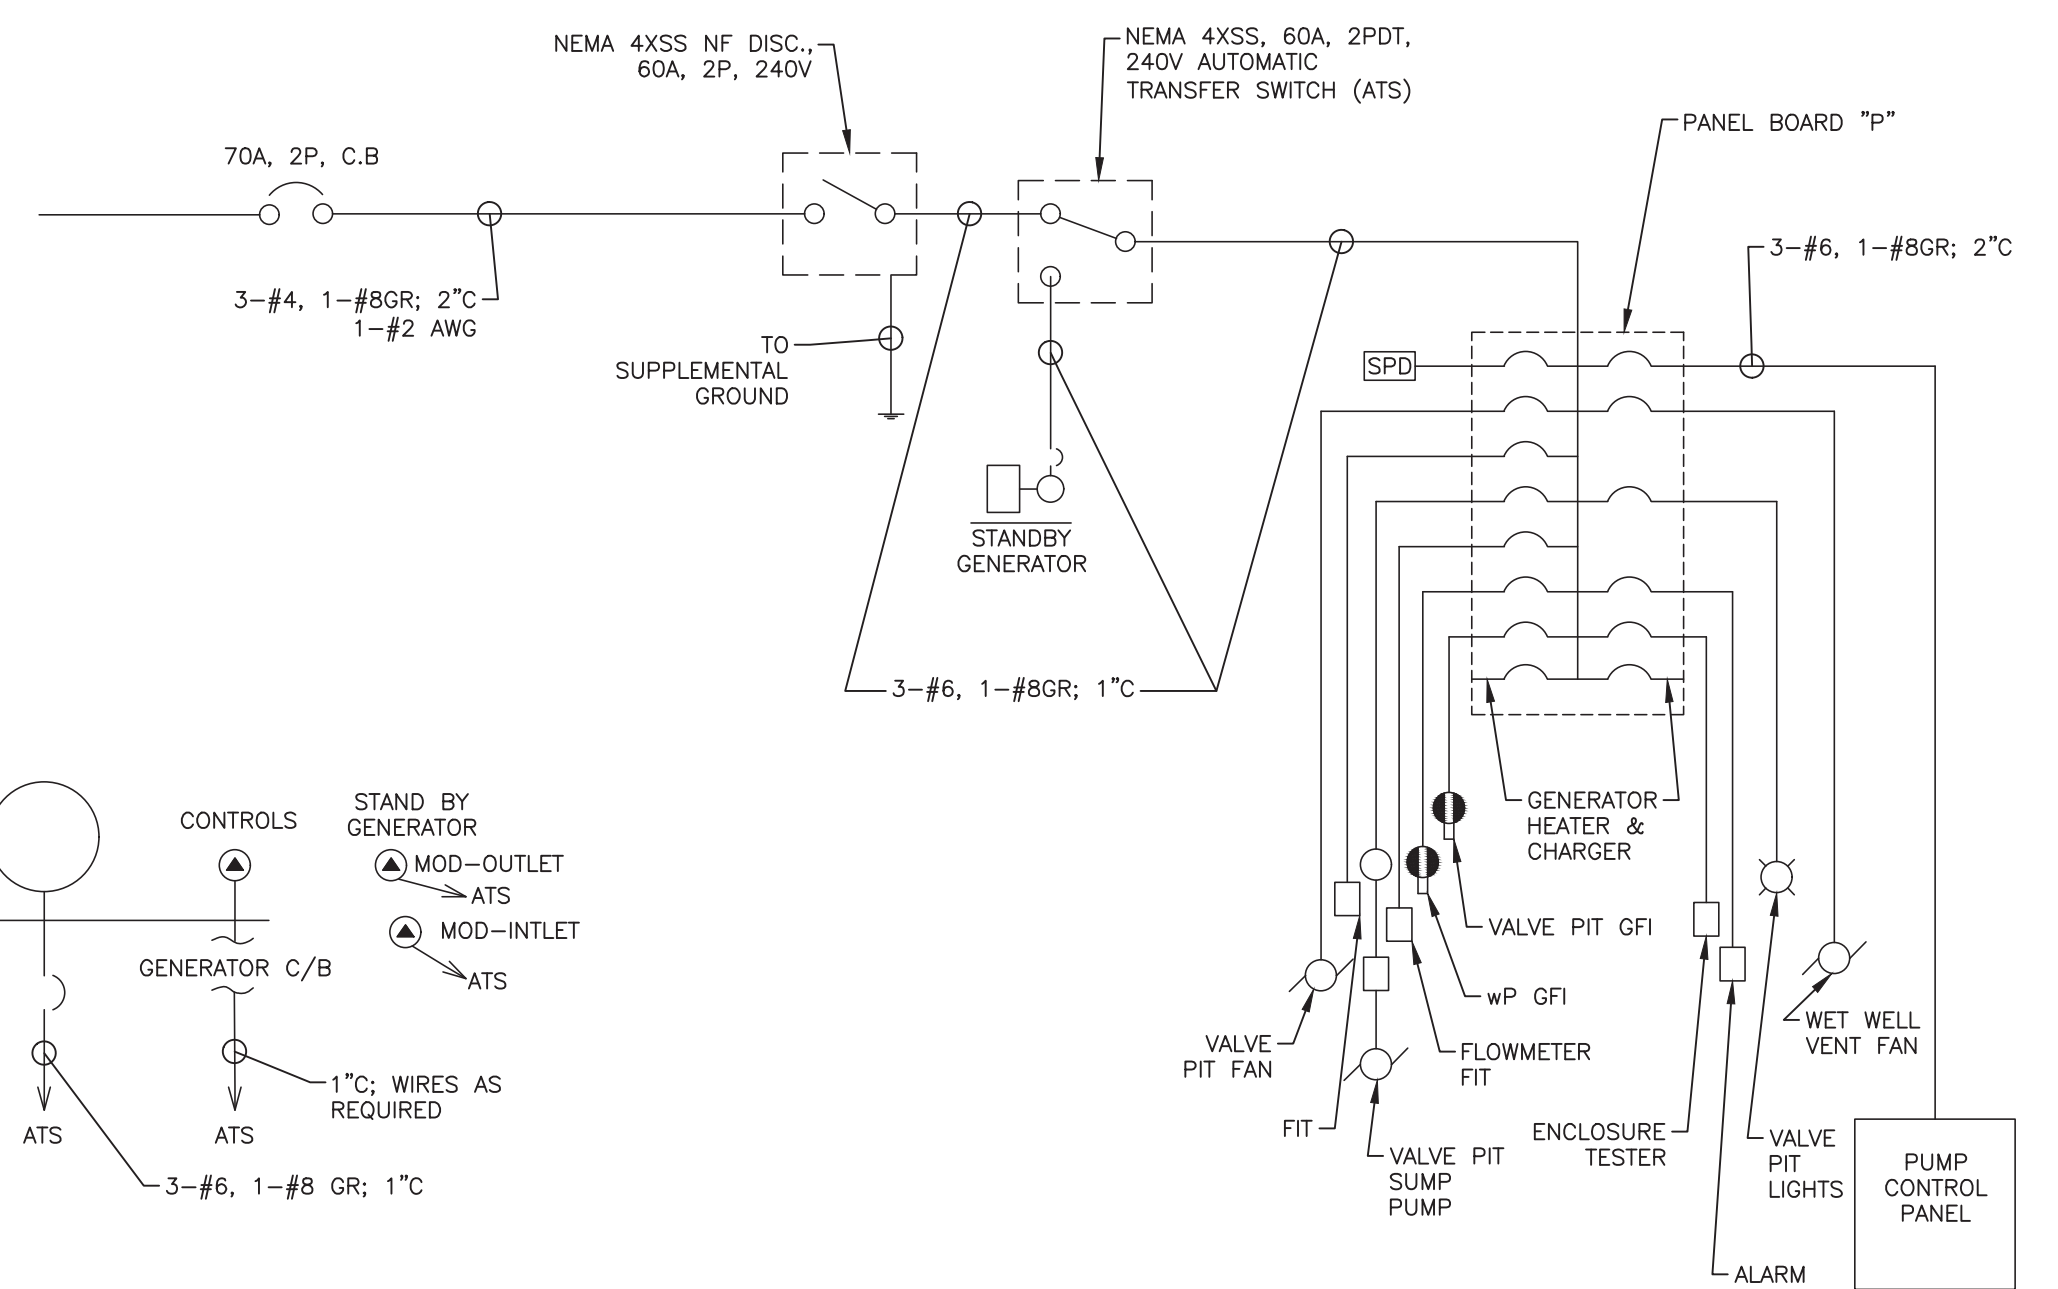 NEMA 4XSS NF DISC.,
60A, 2P, 240V
NEMA 4XSS, 60A, 2PDT,
240V AUTOMATIC
TRANSFER SWITCH (ATS)
PANEL BOARD "P"
70A, 2P, C.B
3-#4, 1-#8GR; 2"C
1-#2 AWG
TO
SUPPLEMENTAL
GROUND
3-#6, 1-#8GR; 2"C
SPD
STANDBY
GENERATOR
3-#6, 1-#8GR; 1"C
GENERATOR
HEATER &
CHARGER
CONTROLS
STAND BY
GENERATOR
MOD-OUTLET
ATS
MOD-INTLET
ATS
GENERATOR C/B
1"C; WIRES AS
REQUIRED
ATS
ATS
3-#6, 1-#8 GR; 1"C
VALVE PIT GFI
wP GFI
VALVE
PIT FAN
FLOWMETER
FIT
FIT
VALVE PIT
SUMP
PUMP
ENCLOSURE
TESTER
WET WELL
VENT FAN
VALVE
PIT
LIGHTS
ALARM
PUMP
CONTROL
PANEL